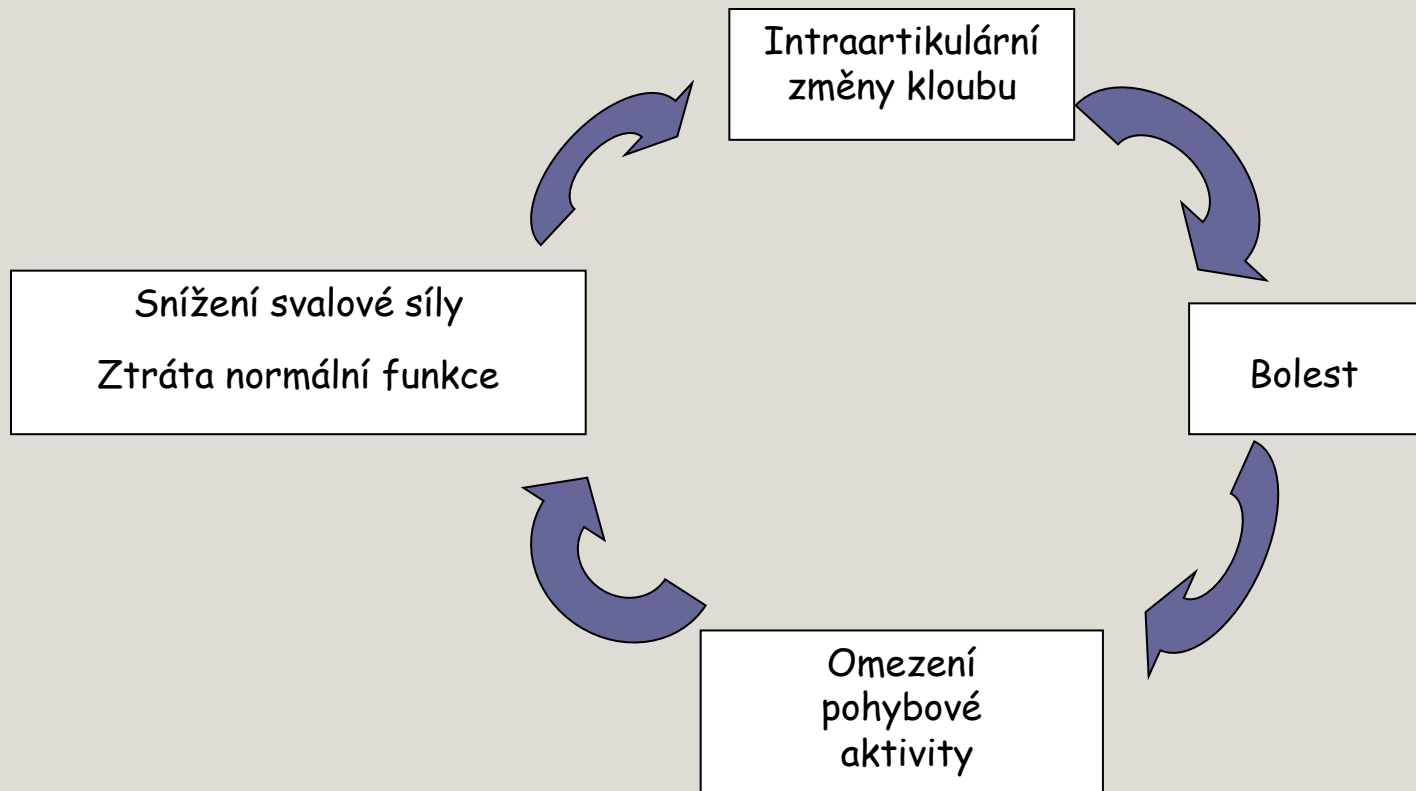 Intraartikulární
změny kloubu
Snížení svalové síly
Ztráta normální funkce
Bolest
Omezení
pohybové
aktivity